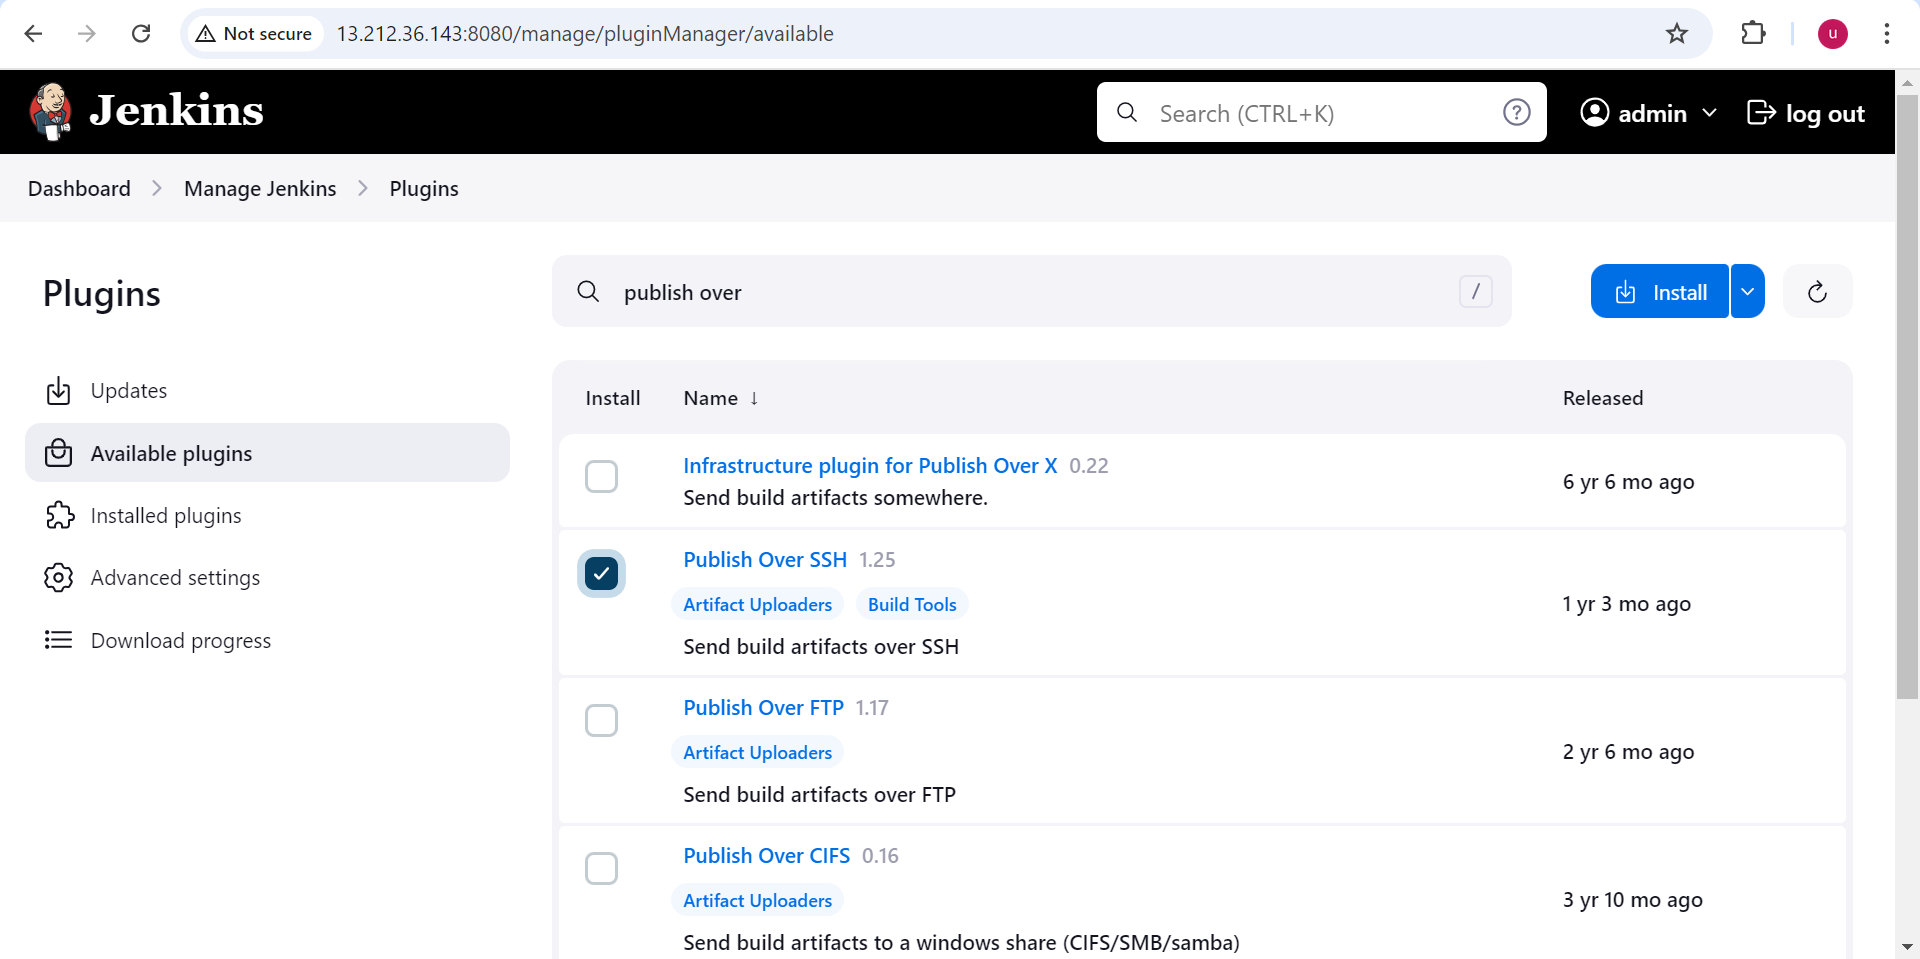 Not secure
13.212.36.143:8080/manage/pluginManager/available
u
Jenkins
Search (CTRL+K)
?
admin
log out
Dashboard
Manage Jenkins
Plugins
Plugins
publish over
/
Install
Updates
Available plugins
Installed plugins
Advanced settings
Download progress
Install Name ↓ Released
Infrastructure plugin for Publish Over X 0.22
Send build artifacts somewhere.
6 yr 6 mo ago
Publish Over SSH 1.25
Artifact Uploaders Build Tools
Send build artifacts over SSH
1 yr 3 mo ago
Publish Over FTP 1.17
Artifact Uploaders
Send build artifacts over FTP
2 yr 6 mo ago
Publish Over CIFS 0.16
Artifact Uploaders
Send build artifacts to a windows share (CIFS/SMB/samba)
3 yr 10 mo ago